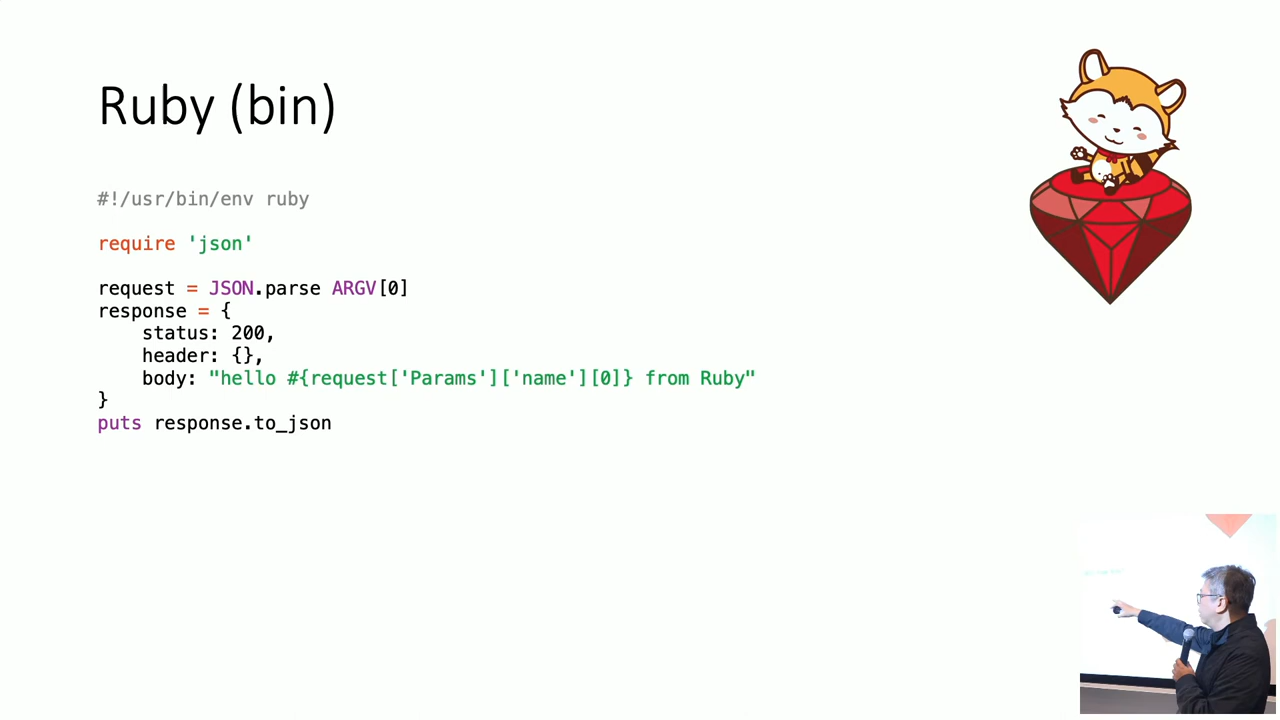 Ruby (bin)
#!/usr/bin/env ruby
require 'json'
request = JSON.parse ARGV[0]
response = {
    status: 200,
    header: {},
    body: "hello #{request['Params']['name'][0]} from Ruby"
}
puts response.to_json